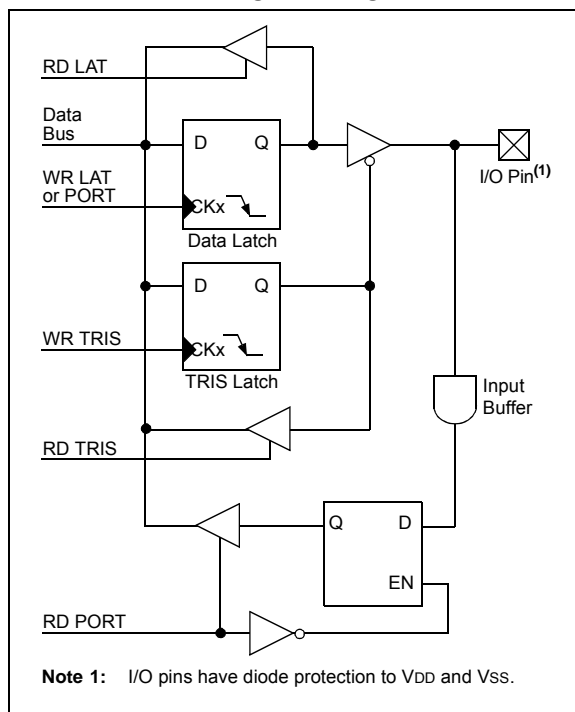 RD LAT
Data
Bus
D Q
WR LAT
or PORT
CKx
Data Latch
I/O Pin(1)
D Q
WR TRIS
CKx
TRIS Latch
Input
Buffer
RD TRIS
Q D
EN
RD PORT
Note 1: I/O pins have diode protection to VDD and VSS.